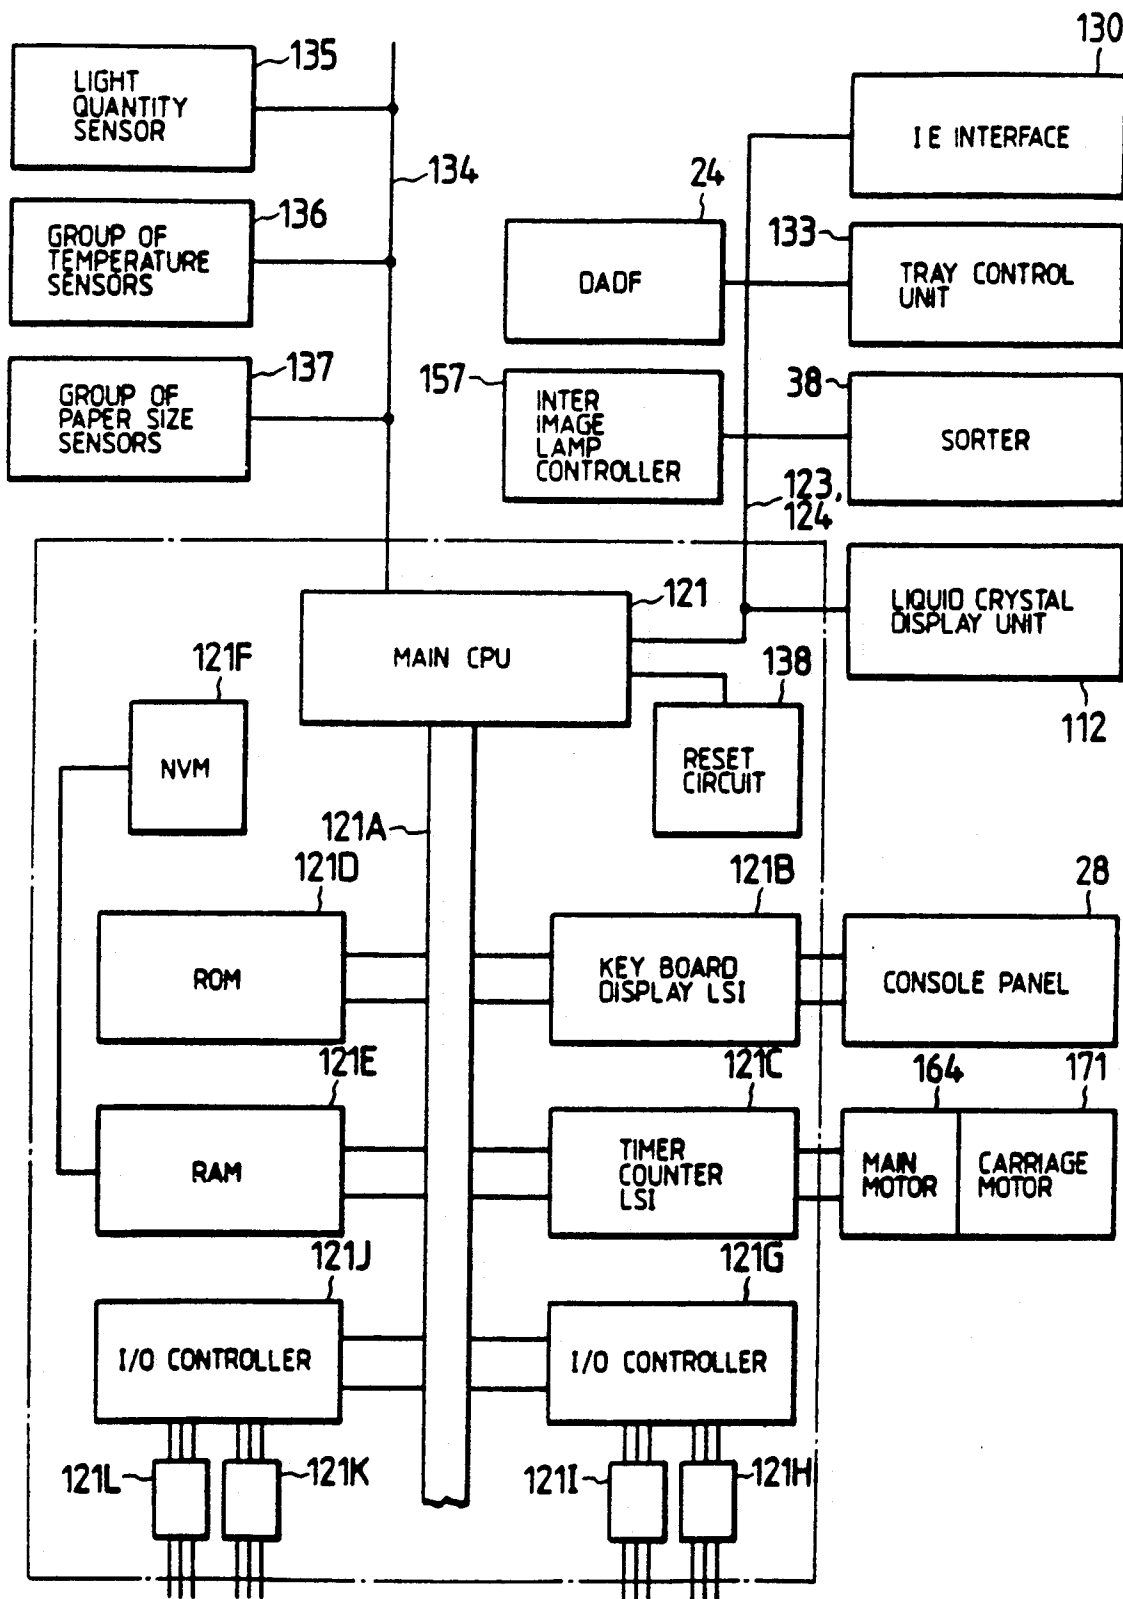 130
135
LIGHT
QUANTITY
SENSOR
I E INTERFACE
134
24
136
GROUP OF
TEMPERATURE
SENSORS
133
DADF
TRAY CONTROL
UNIT
137
GROUP OF
PAPER SIZE
SENSORS
157
INTER
IMAGE
LAMP
CONTROLLER
38
SORTER
123,
124
121
MAIN CPU
LIQUID CRYSTAL
DISPLAY UNIT
121F
138
112
NVM
RESET
CIRCUIT
121A
121D
121B
28
ROM
KEY BOARD
DISPLAY LSI
CONSOLE PANEL
121E
121C
164
171
RAM
TIMER
COUNTER
LSI
MAIN
MOTOR
CARRIAGE
MOTOR
121J
121G
I/O CONTROLLER
I/O CONTROLLER
121L
121K
121I
121H